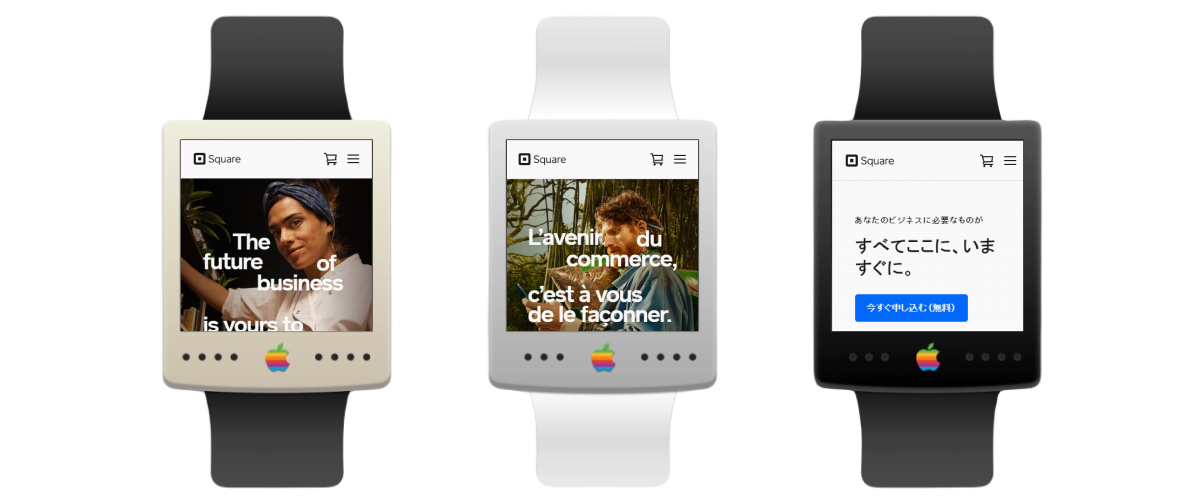 Square
The
future of
business
is yours to
Square
L'avenir du
commerce,
c'est à vous
de le façonner.
Square
あなたのビジネスに必要なものが
すべてここに、いま
すぐに。
今すぐ申し込む(無料)